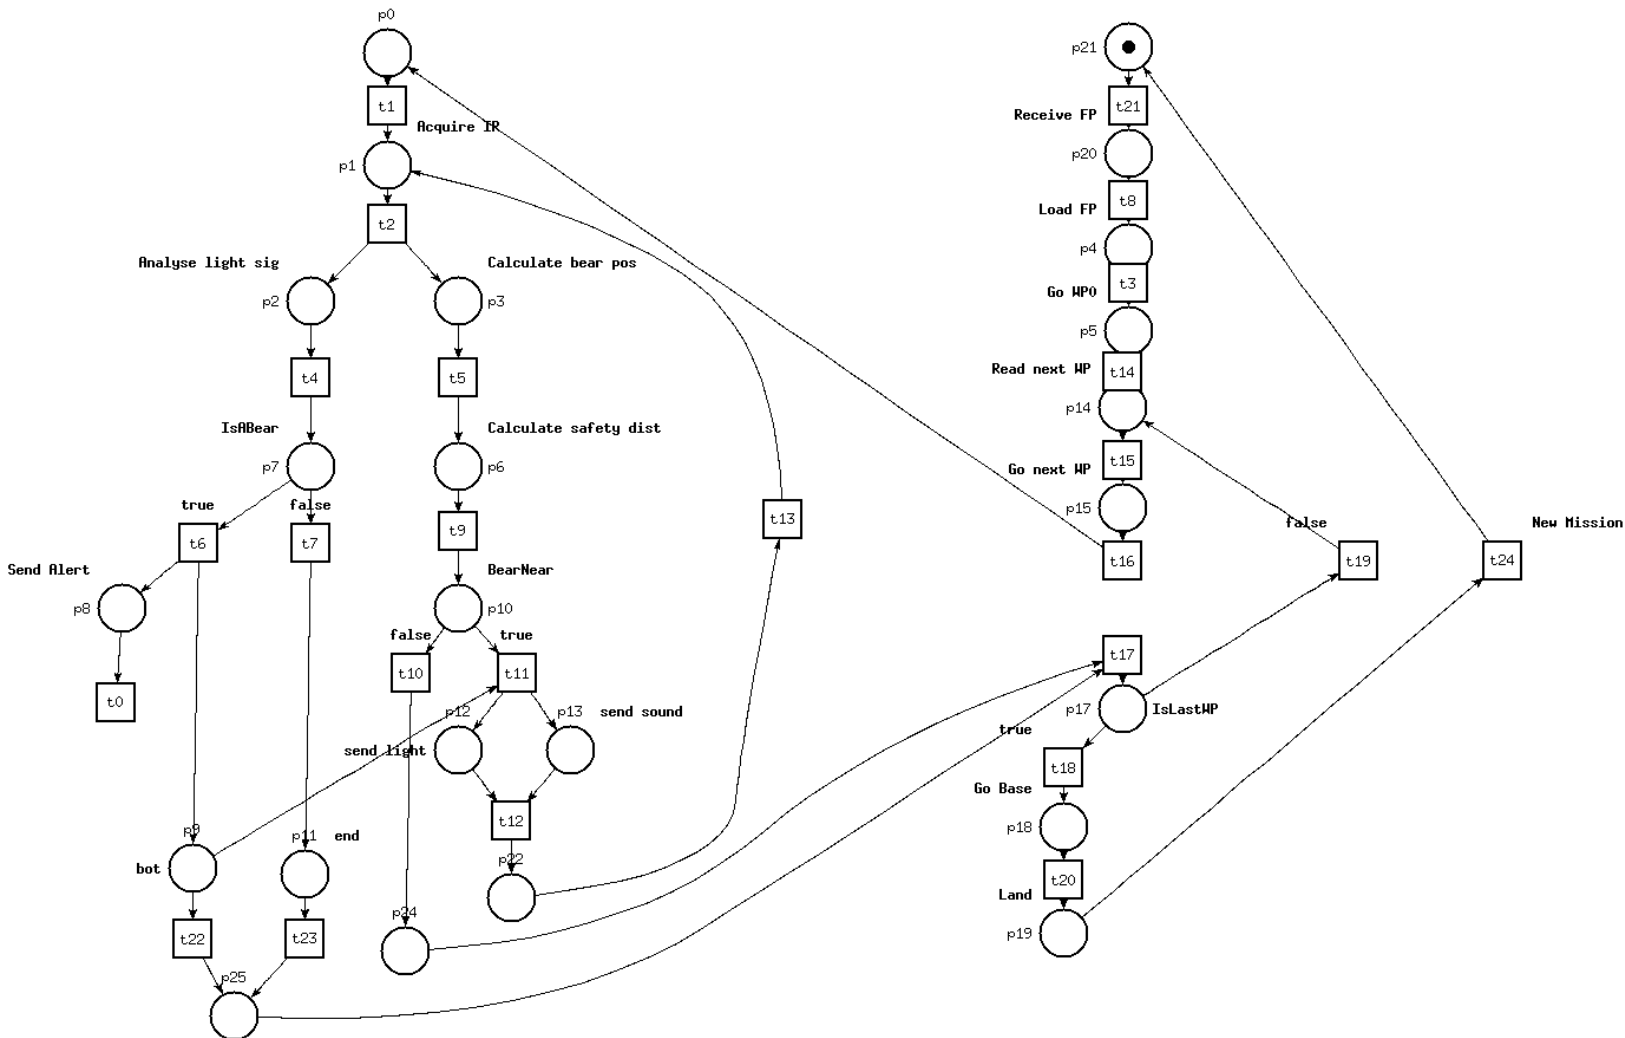 p0
p21
t1
t21
Receive FP
Acquire IR
p1
p20
t2
t8
Load FP
p4
Analyse light sig
Calculate bear pos
t3
Go WP0
p2
p3
p5
t4
t5
Read next WP
t14
p14
IsABear
Calculate safety dist
p7
p6
t15
Go next WP
true
false
p15
t13
false
New Mission
t6
t7
t9
t16
t19
t24
Send Alert
BearNear
p8
p10
false
true
t10
t11
t17
t0
p12
p13
send sound
p17
IsLastWP
true
send light
t18
Go Base
t12
p18
p9
p11
end
p22
bot
t20
Land
p24
p19
t22
t23
p25